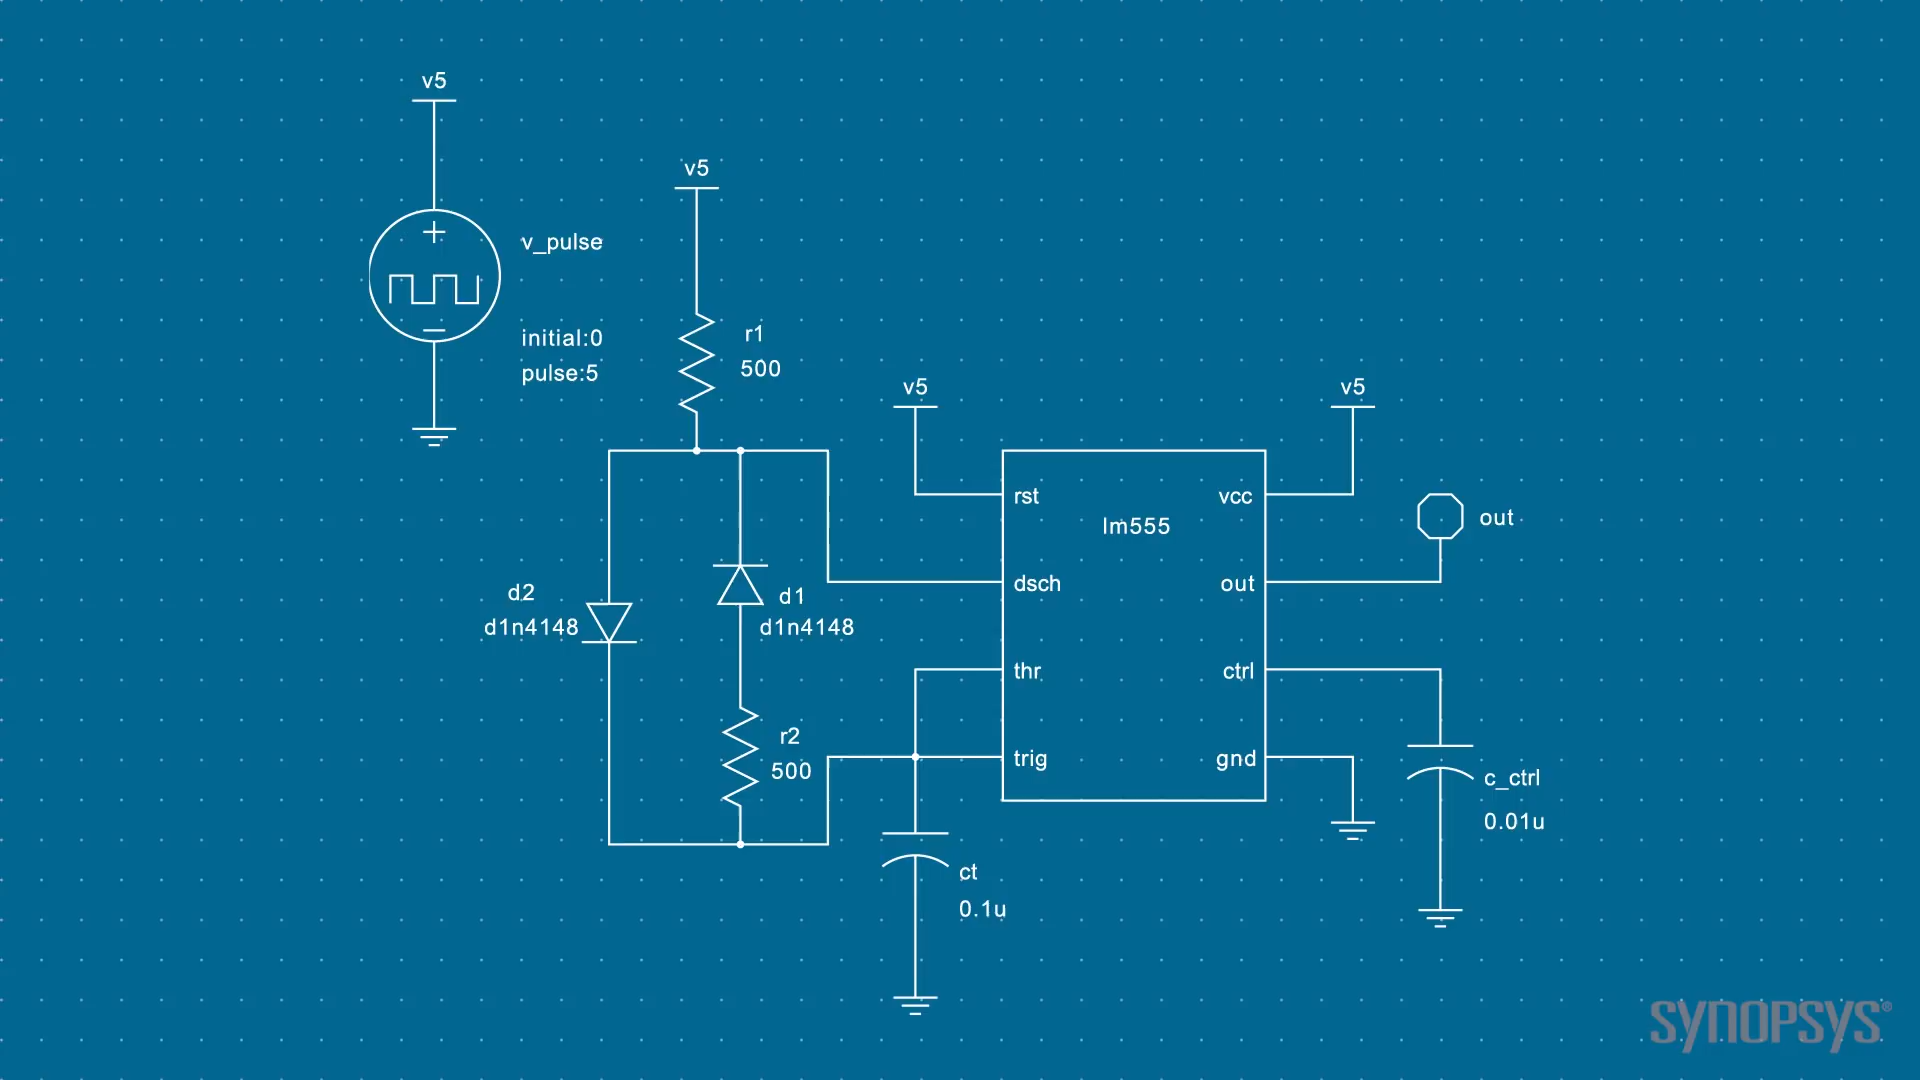 v5
v_pulse
initial:0
pulse:5
v5
r1
500
v5
v5
rst
vcc
lm555
out
dsch
out
d2
d1n4148
d1
d1n4148
thr
ctrl
r2
500
trig
gnd
c_ctrl
0.01u
ct
0.1u
SYNOPSYS®